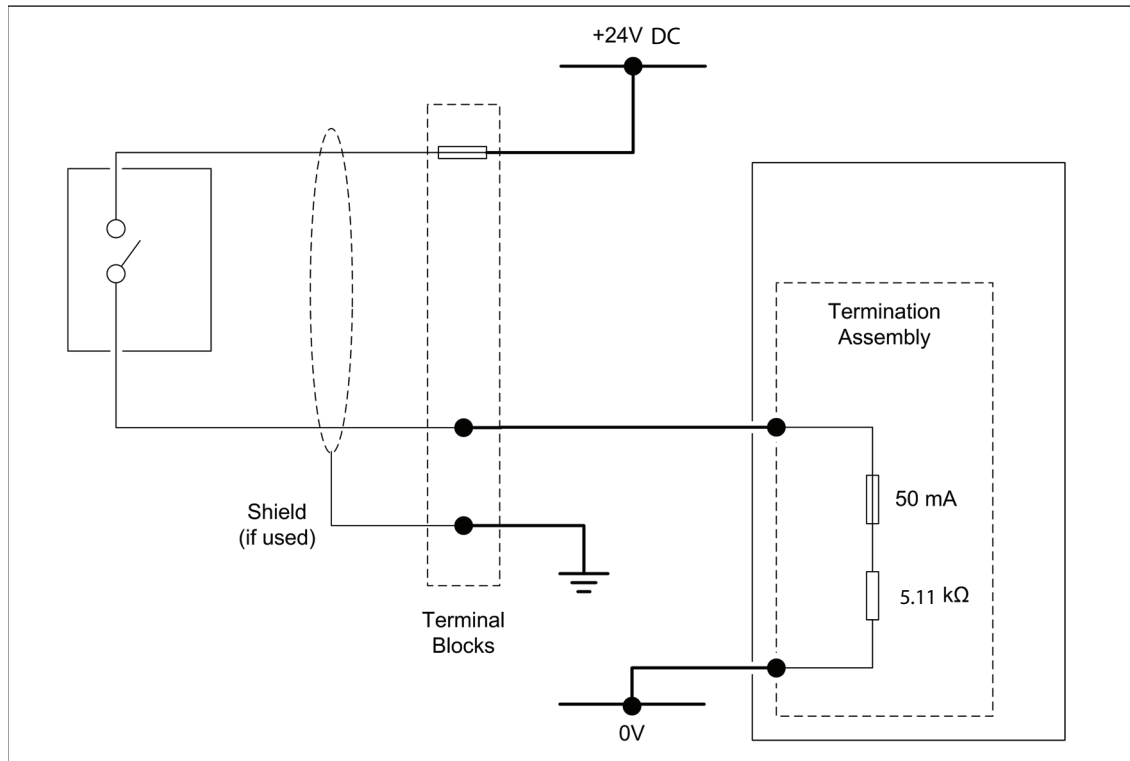 +24V DC
Termination
Assembly
50 mA
Shield
(if used)
5.11 kΩ
Terminal
Blocks
0V